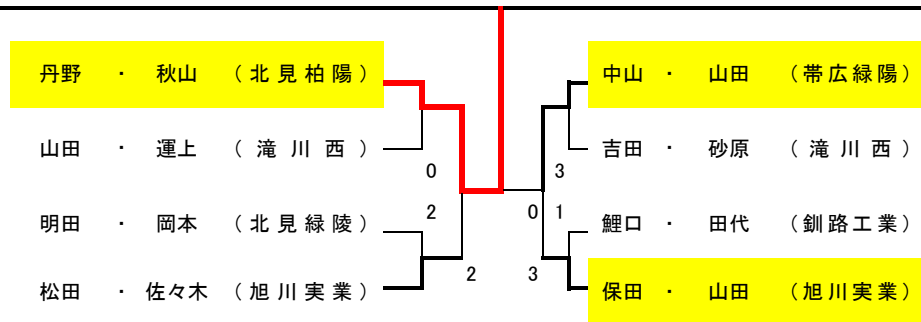 丹野 ・ 秋山 （北見柏陽）
中山 ・ 山田 （帯広緑陽）
山田 ・ 運上 （滝川西）
吉田 ・ 砂原 （滝川西）
0
3
明田 ・ 岡本 （北見緑陵）
2
0
1
鯉口 ・ 田代 （釧路工業）
松田 ・ 佐々木 （旭川実業）
2
3
保田 ・ 山田 （旭川実業）